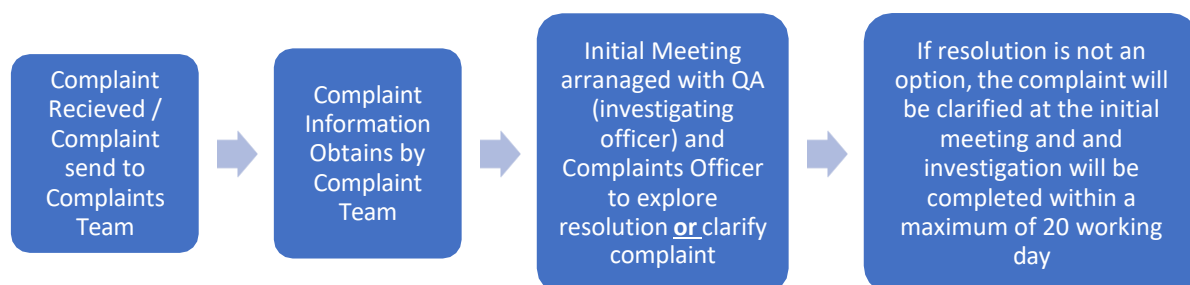 Complaint
Recieved /
Complaint
send to
Complaints
Team
Complaint
Information
Obtains by
Complaint
Team
Initial Meeting
arranaged with QA
(investigating
officer) and
Complaints Officer
to explore
resolution or clarify
complaint
If resolution is not an
option, the complaint will
be clarified at the initial
meeting and and
investigation will be
completed within a
maximum of 20 working
day